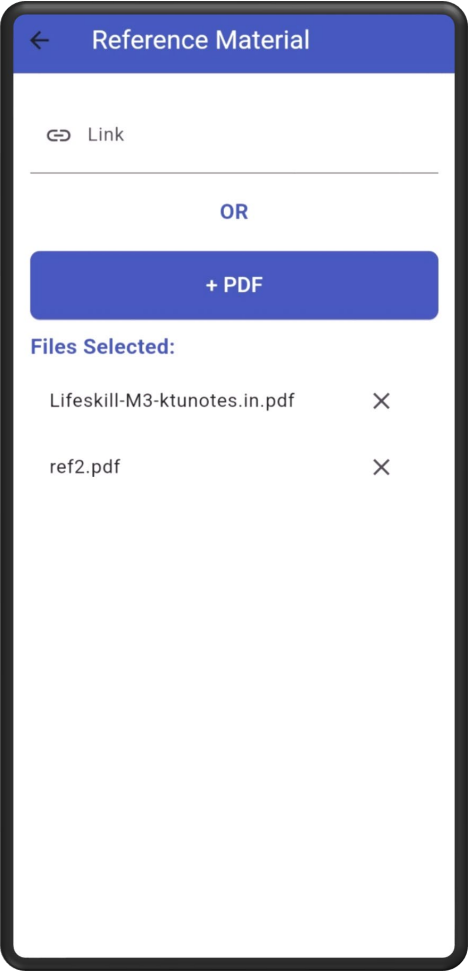 Reference Material
Link
OR
+ PDF
Files Selected:
Lifeskill-M3-ktunotes.in.pdf
ref2.pdf